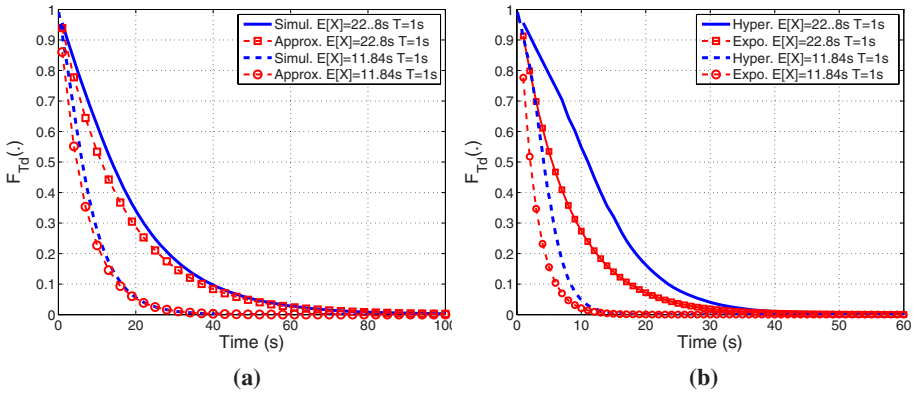 Simul. E[X]=22..8s T=1s
Approx. E[X]=22.8s T=1s
Simul. E[X]=11.84s T=1s
Approx. E[X]=11.84s T=1s
1
0.9
0.8
0.7
0.6
0.5
0.4
0.3
0.2
0.1
0
F_Td(.)
0 20 40 60 80 100
Time (s)
(a)
Hyper. E[X]=22..8s T=1s
Expo. E[X]=22.8s T=1s
Hyper. E[X]=11.84s T=1s
Expo. E[X]=11.84s T=1s
1
0.9
0.8
0.7
0.6
0.5
0.4
0.3
0.2
0.1
0
F_Td(.)
0 10 20 30 40 50 60
Time (s)
(b)